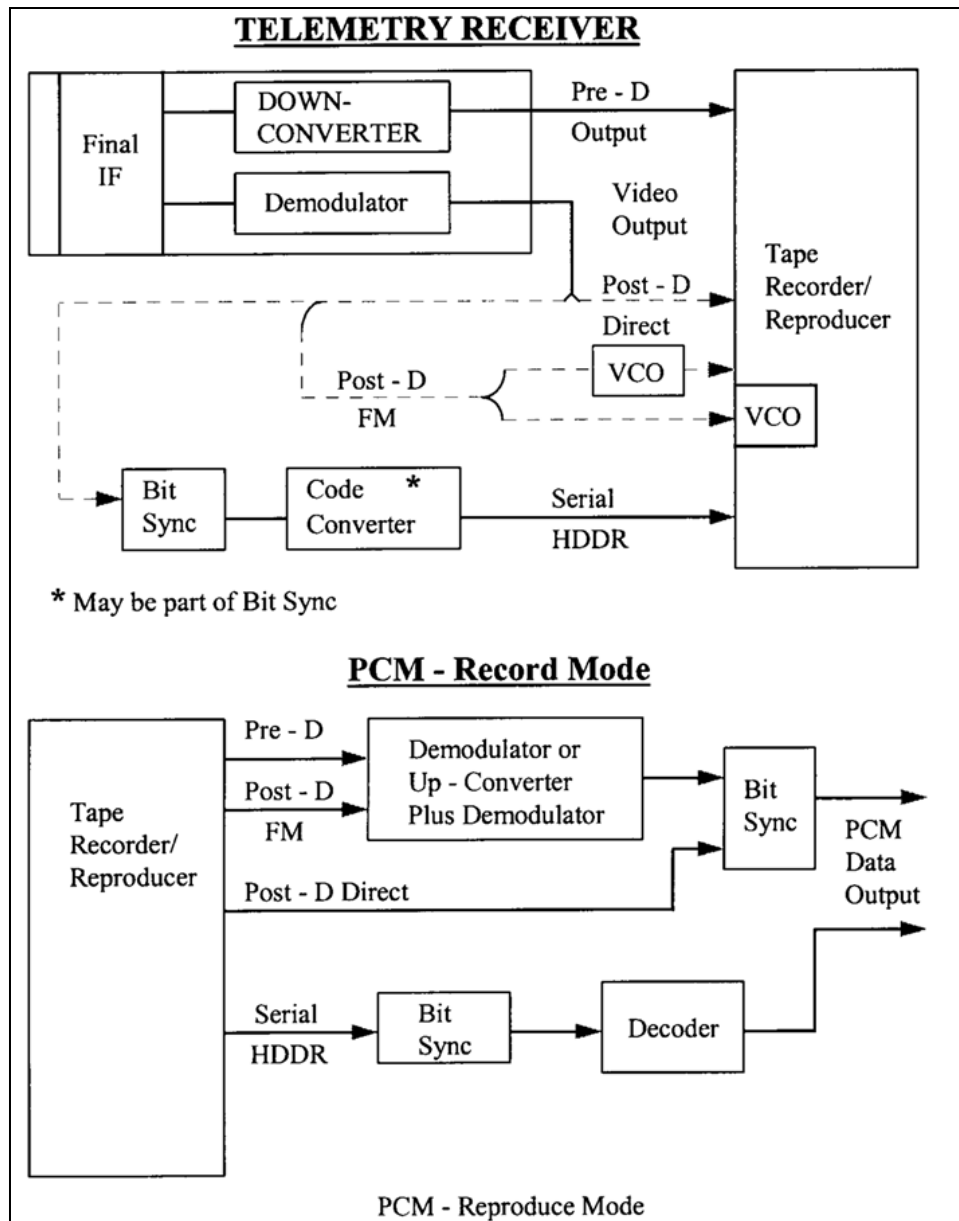 TELEMETRY RECEIVER
Final
IF
DOWN-
CONVERTER
Demodulator
Pre - D
Output
Video
Output
Post - D
Direct
Tape
Recorder/
Reproducer
VCO
Post - D
FM
VCO
Bit
Sync
Code *
Converter
Serial
HDDR
* May be part of Bit Sync
PCM - Record Mode
Tape
Recorder/
Reproducer
Pre - D
Post - D
FM
Demodulator or
Up - Converter
Plus Demodulator
Bit
Sync
PCM
Data
Output
Post - D Direct
Serial
HDDR
Bit
Sync
Decoder
PCM - Reproduce Mode